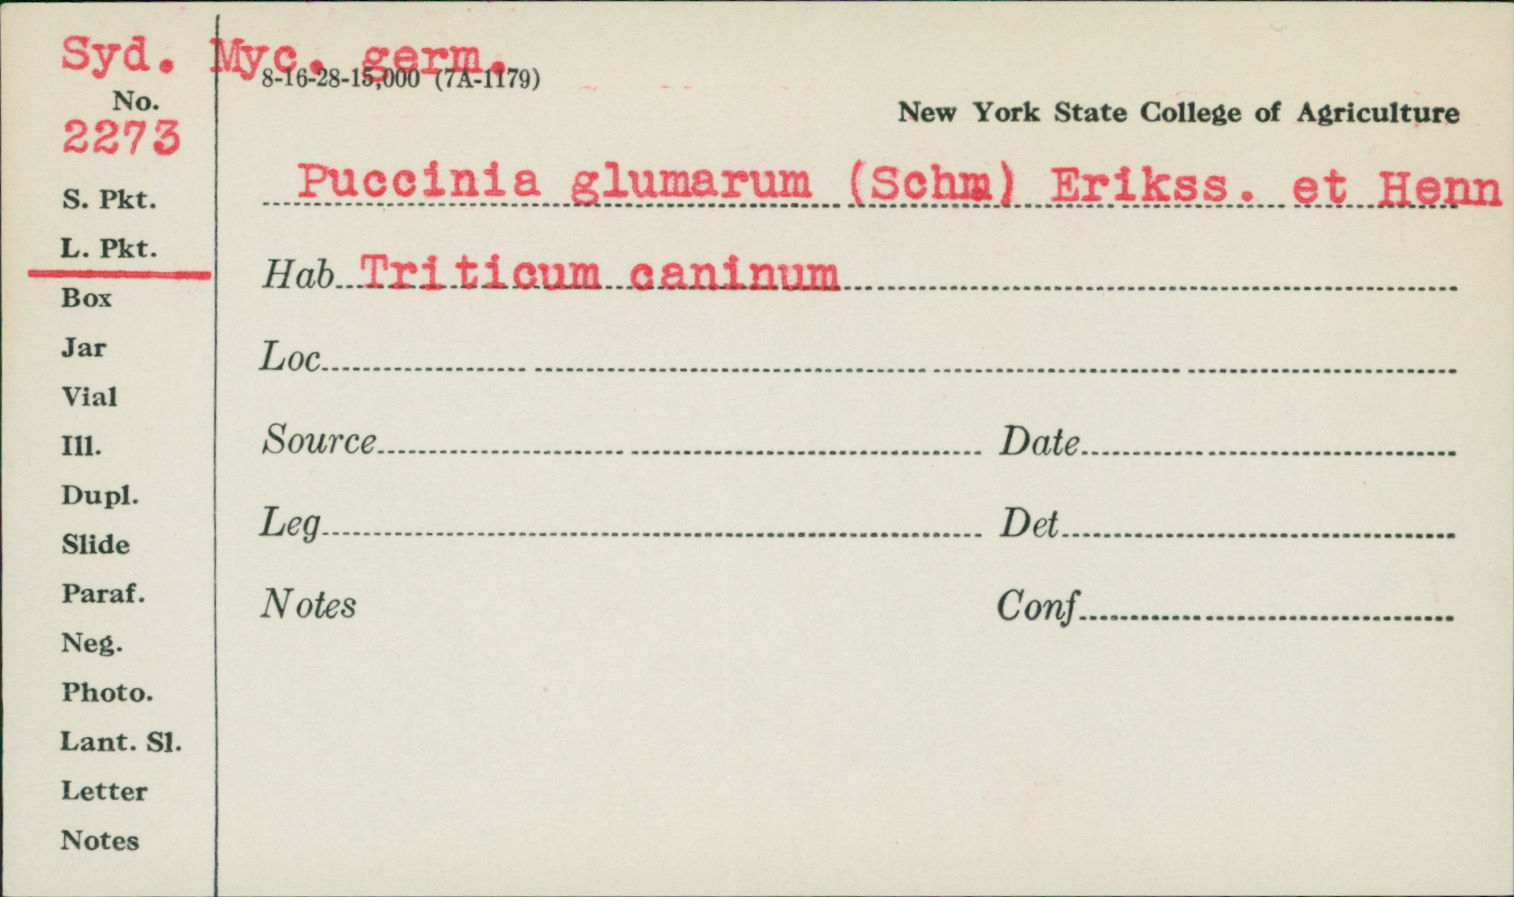 Syd. Myc. germ.
8-16-28-15,000 (7A-1179)
No.
2273
New York State College of Agriculture
Puccinia glumarum (Schm) Erikss. et Henn
S. Pkt.
L. Pkt.
Hab Triticum caninum
Box
Jar
Loc
Vial
Ill.
Source Date
Dupl.
Slide
Leg Det
Paraf.
Notes Conf
Neg.
Photo.
Lant. Sl.
Letter
Notes